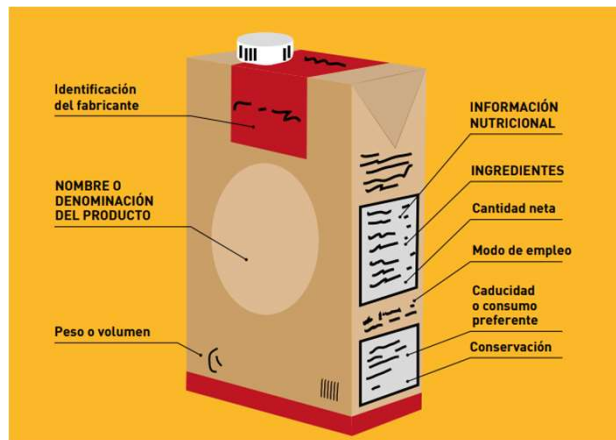 Identificación
del fabricante
NOMBRE O
DENOMINACIÓN
DEL PRODUCTO
Peso o volumen
INFORMACIÓN
NUTRICIONAL
INGREDIENTES
Cantidad neta
Modo de empleo
Caducidad
o consumo
preferente
Conservación